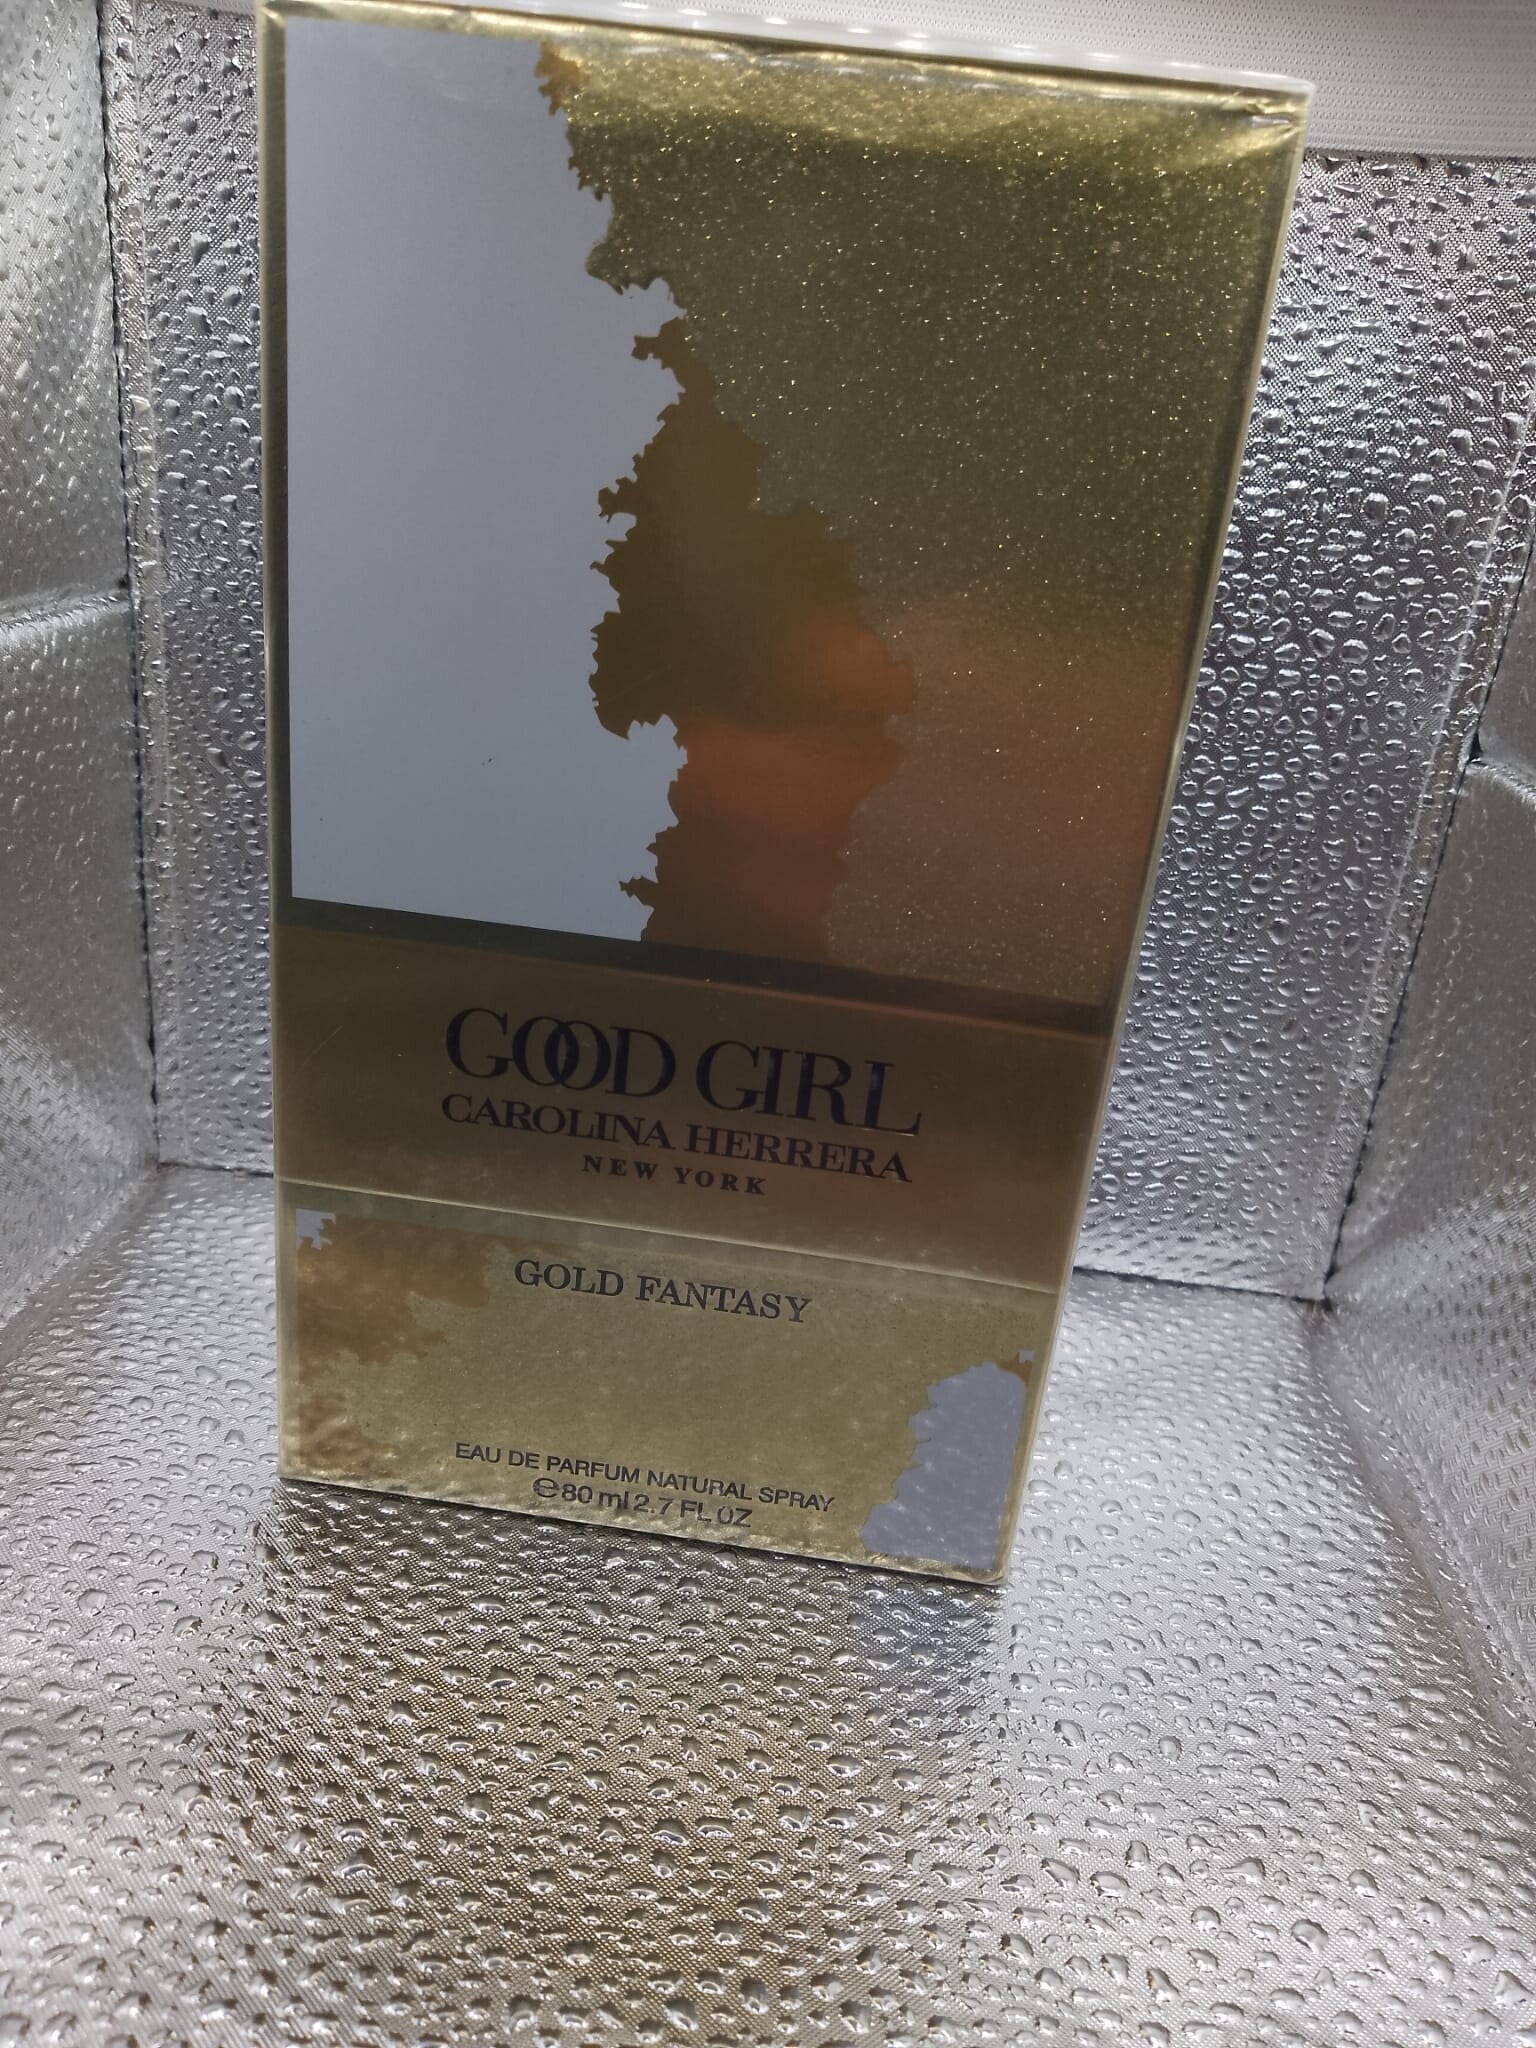 GOOD GIRL
CAROLINA HERRERA
NEW YORK
GOLD FANTASY
EAU DE PARFUM NATURAL SPRAY
℮80 ml 2.7 FL OZ